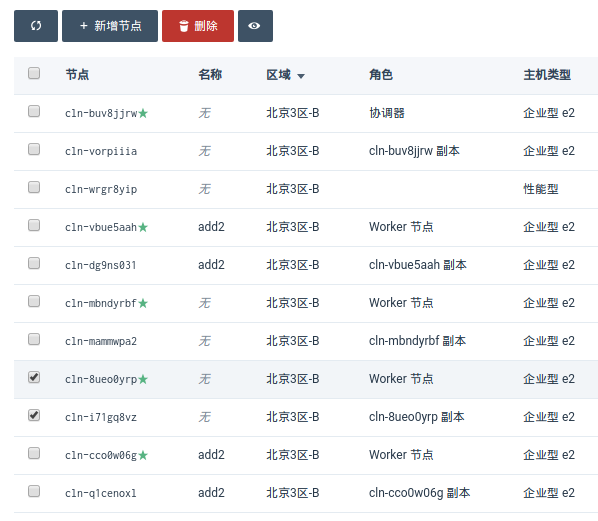 + 新增节点 删除
节点 名称 区域 角色 主机类型
cln-buv8jjrw★ 无 北京3区-B 协调器 企业型 e2
cln-vorpiiia 无 北京3区-B cln-buv8jjrw 副本 企业型 e2
cln-wrgr8yip 无 北京3区-B 性能型
cln-vbue5aah★ add2 北京3区-B Worker 节点 企业型 e2
cln-dg9ns031 add2 北京3区-B cln-vbue5aah 副本 企业型 e2
cln-mbndyrbf★ 无 北京3区-B Worker 节点 企业型 e2
cln-mammwpa2 无 北京3区-B cln-mbndyrbf 副本 企业型 e2
cln-8ueo0yrp★ 无 北京3区-B Worker 节点 企业型 e2
cln-i71gq8vz 无 北京3区-B cln-8ueo0yrp 副本 企业型 e2
cln-cco0w06g★ add2 北京3区-B Worker 节点 企业型 e2
cln-q1cenoxl add2 北京3区-B cln-cco0w06g 副本 企业型 e2